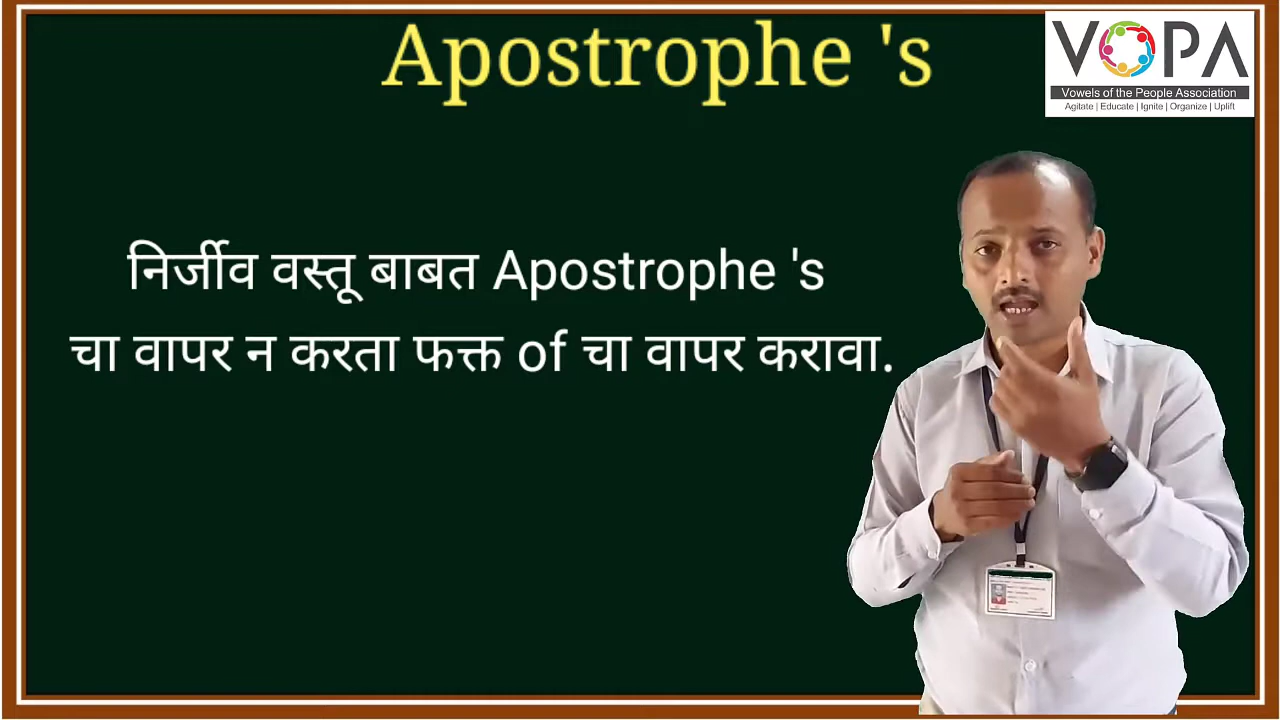 Apostrophe 's
VOPA
Vowels of the People Association
Agitate | Educate | Ignite | Organize | Uplift
निर्जीव वस्तू बाबत Apostrophe 's
चा वापर न करता फक्त of चा वापर करावा.